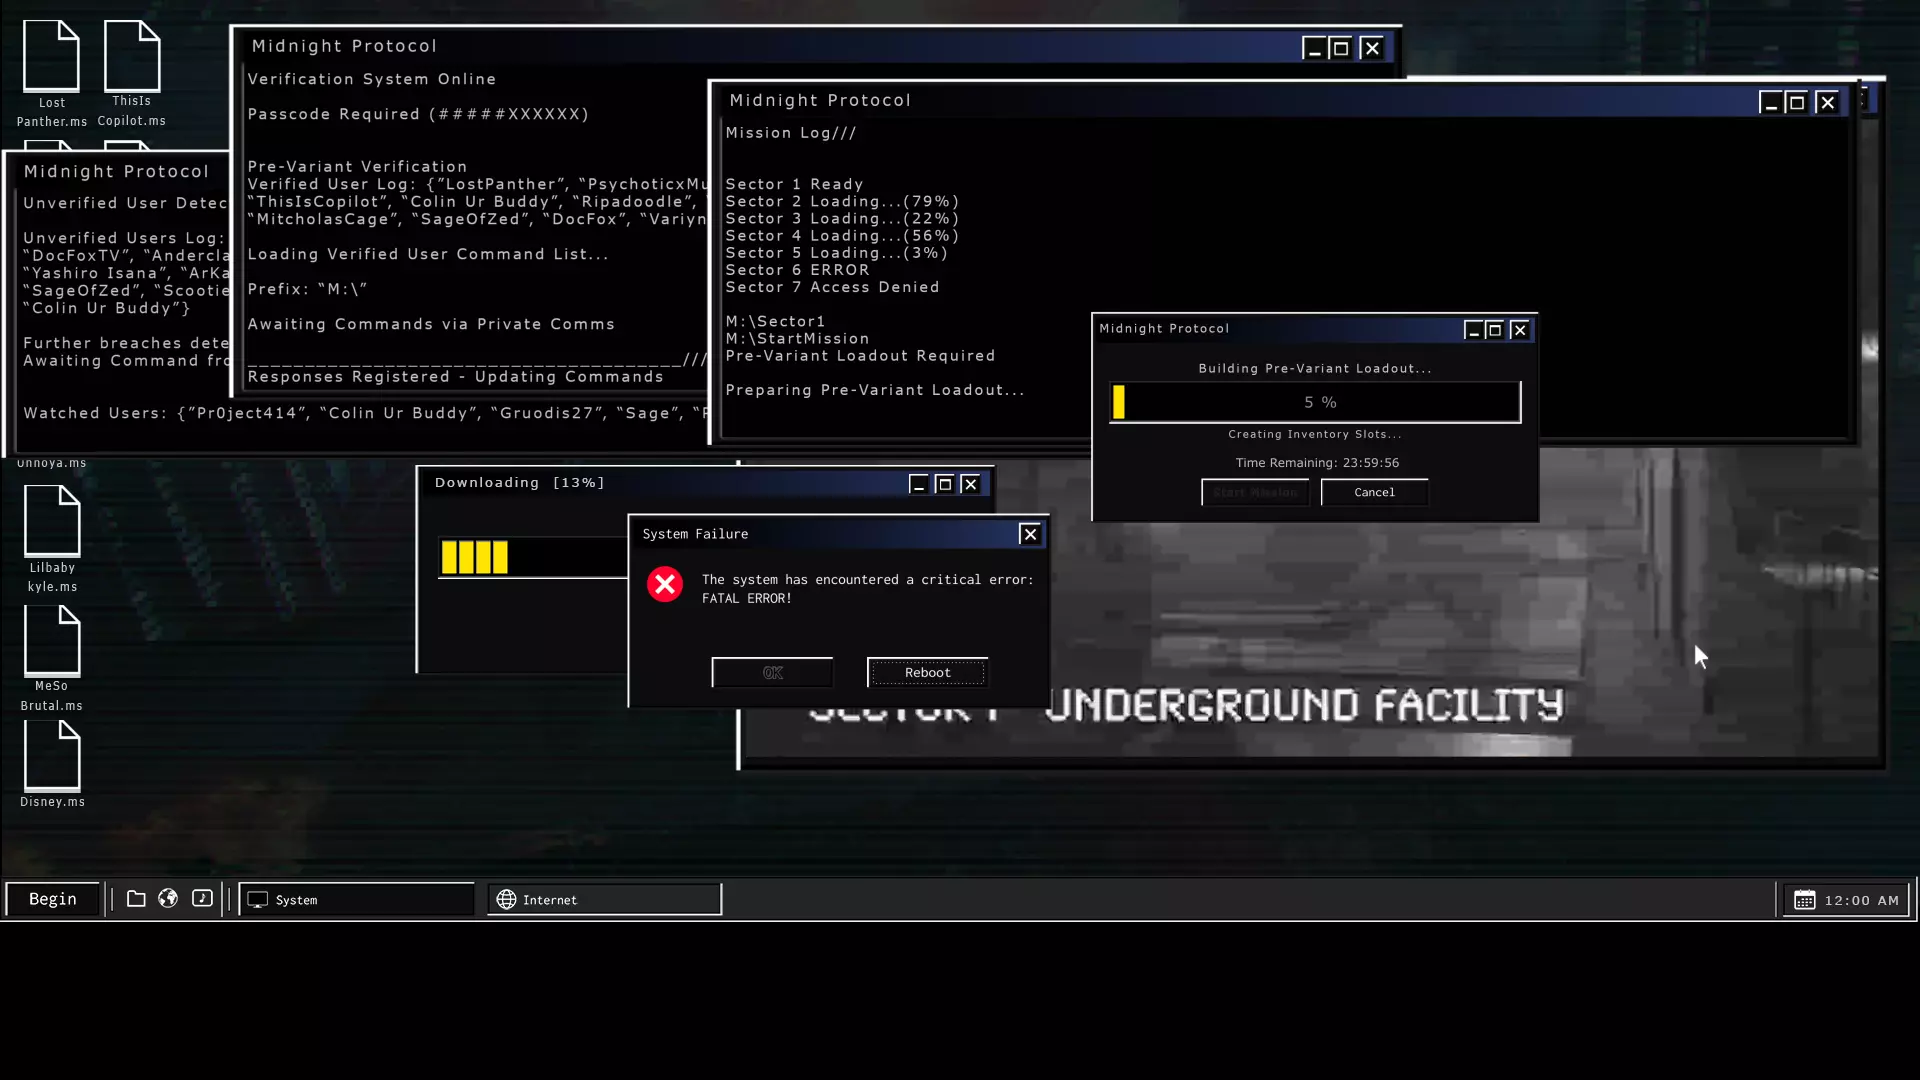 Lost
Panther.ms
ThisIs
Copilot.ms
Midnight Protocol
Verification System Online
Passcode Required (#####XXXXXX)
Pre-Variant Verification
Verified User Log: {"LostPanther", "PsychoticxMu
"ThisIsCopilot", "Colin Ur Buddy", "Ripadoodle",
"MitcholasCage", "SageOfZed", "DocFox", "Variyn
Loading Verified User Command List...
Prefix: "M:\"
Awaiting Commands via Private Comms
______________________________________///
Responses Registered - Updating Commands
Midnight Protocol
Mission Log///
Sector 1 Ready
Sector 2 Loading...(79%)
Sector 3 Loading...(22%)
Sector 4 Loading...(56%)
Sector 5 Loading...(3%)
Sector 6 ERROR
Sector 7 Access Denied
M:\Sector1
M:\StartMission
Pre-Variant Loadout Required
Preparing Pre-Variant Loadout...
Midnight Protocol
Unverified User Detec
Unverified Users Log:
"DocFoxTV", "Andercla
"Yashiro Isana", "ArKa
"SageOfZed", "Scootie
"Colin Ur Buddy"}
Further breaches dete
Awaiting Command fro
Watched Users: {"Pr0ject414", "Colin Ur Buddy", "Gruodis27", "Sage",
Midnight Protocol
Building Pre-Variant Loadout...
5 %
Creating Inventory Slots...
Time Remaining: 23:59:56
Start Mission
Cancel
Unnoya.ms
Lilbaby
kyle.ms
MeSo
Brutal.ms
Disney.ms
Downloading [13%]
System Failure
The system has encountered a critical error:
FATAL ERROR!
OK
Reboot
UNDERGROUND FACILITY
Begin
System
Internet
12:00 AM